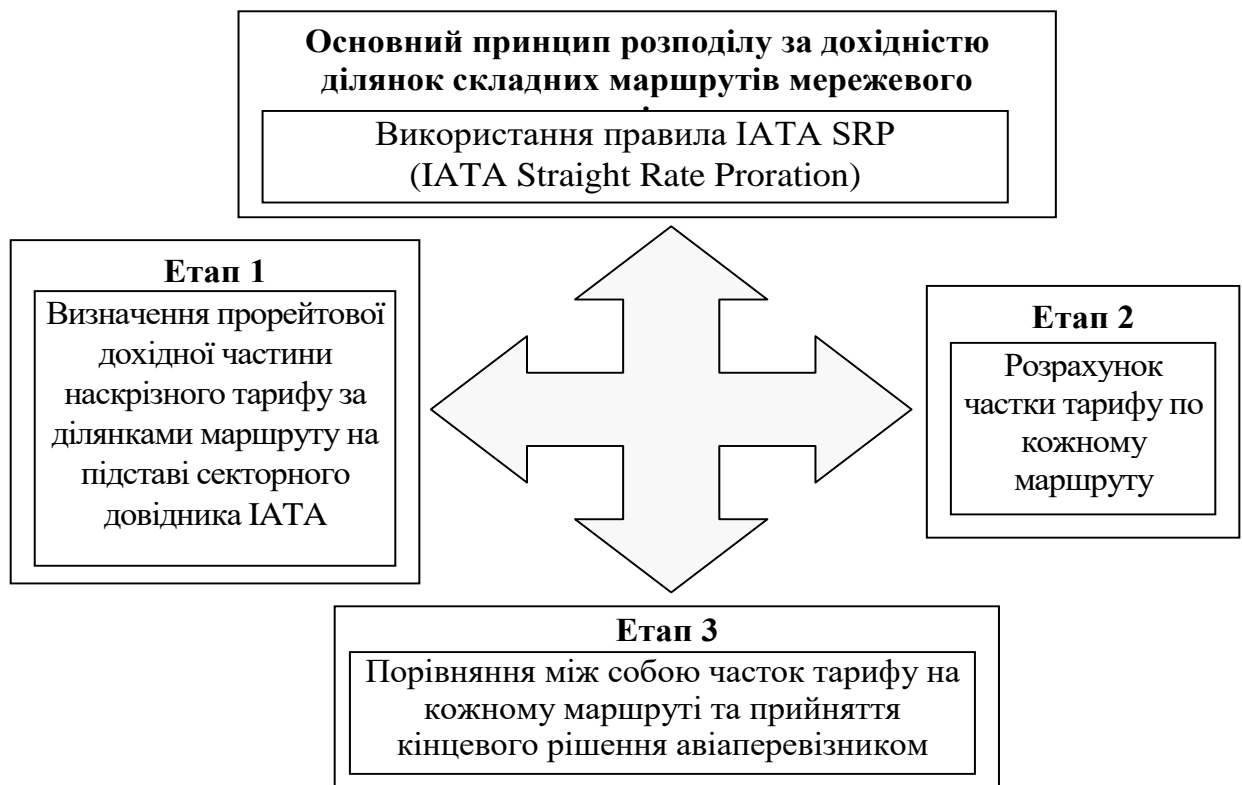 Основний принцип розподілу за дохідністю
ділянок складних маршрутів мережевого
Використання правила ІАТА SRP
(IATA Straight Rate Proration)
Етап 1
Визначення прорейтової
дохідної частини
наскрізного тарифу за
ділянками маршруту на
підставі секторного
довідника ІАТА
Етап 2
Розрахунок
частки тарифу по
кожному
маршруту
Етап 3
Порівняння між собою часток тарифу на
кожному маршруті та прийняття
кінцевого рішення авіаперевізником